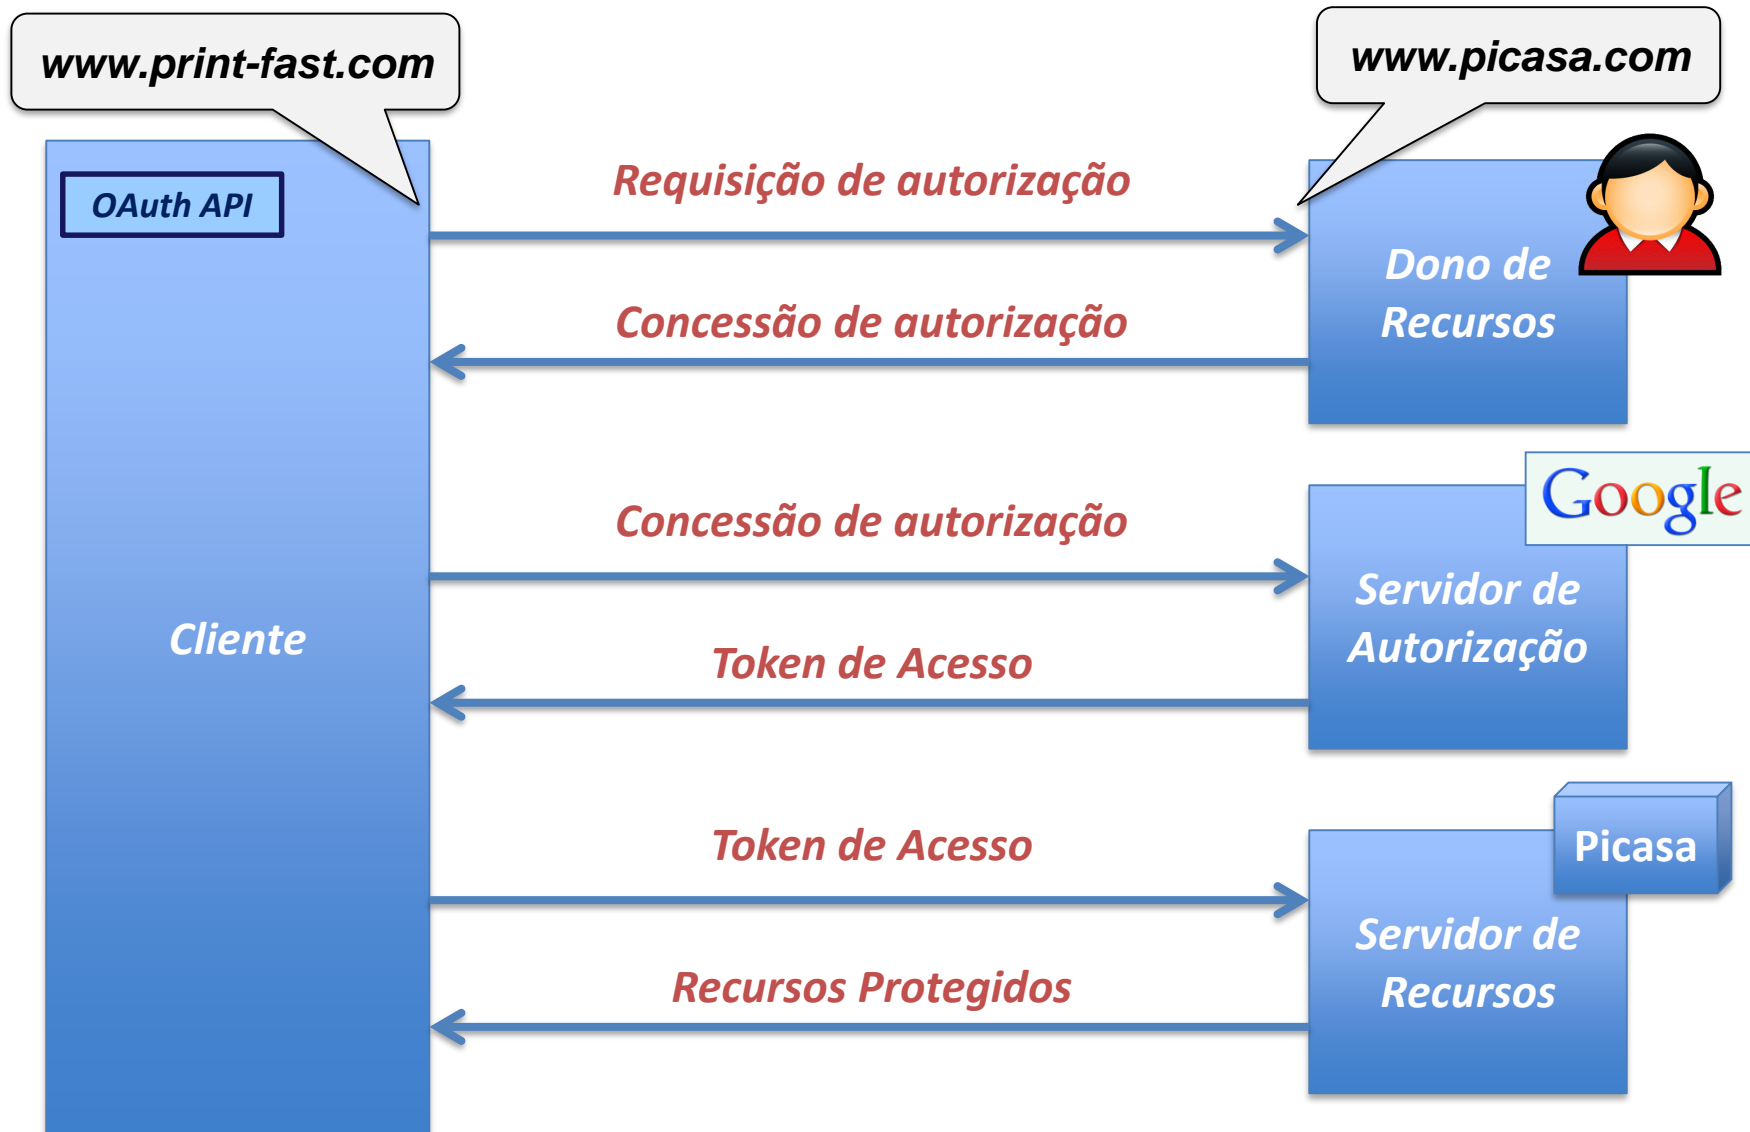 www.print-fast.com
www.picasa.com
OAuth API
Requisição de autorização
Dono de
Recursos
Concessão de autorização
Google
Concessão de autorização
Servidor de
Autorização
Cliente
Token de Acesso
Picasa
Token de Acesso
Servidor de
Recursos
Recursos Protegidos